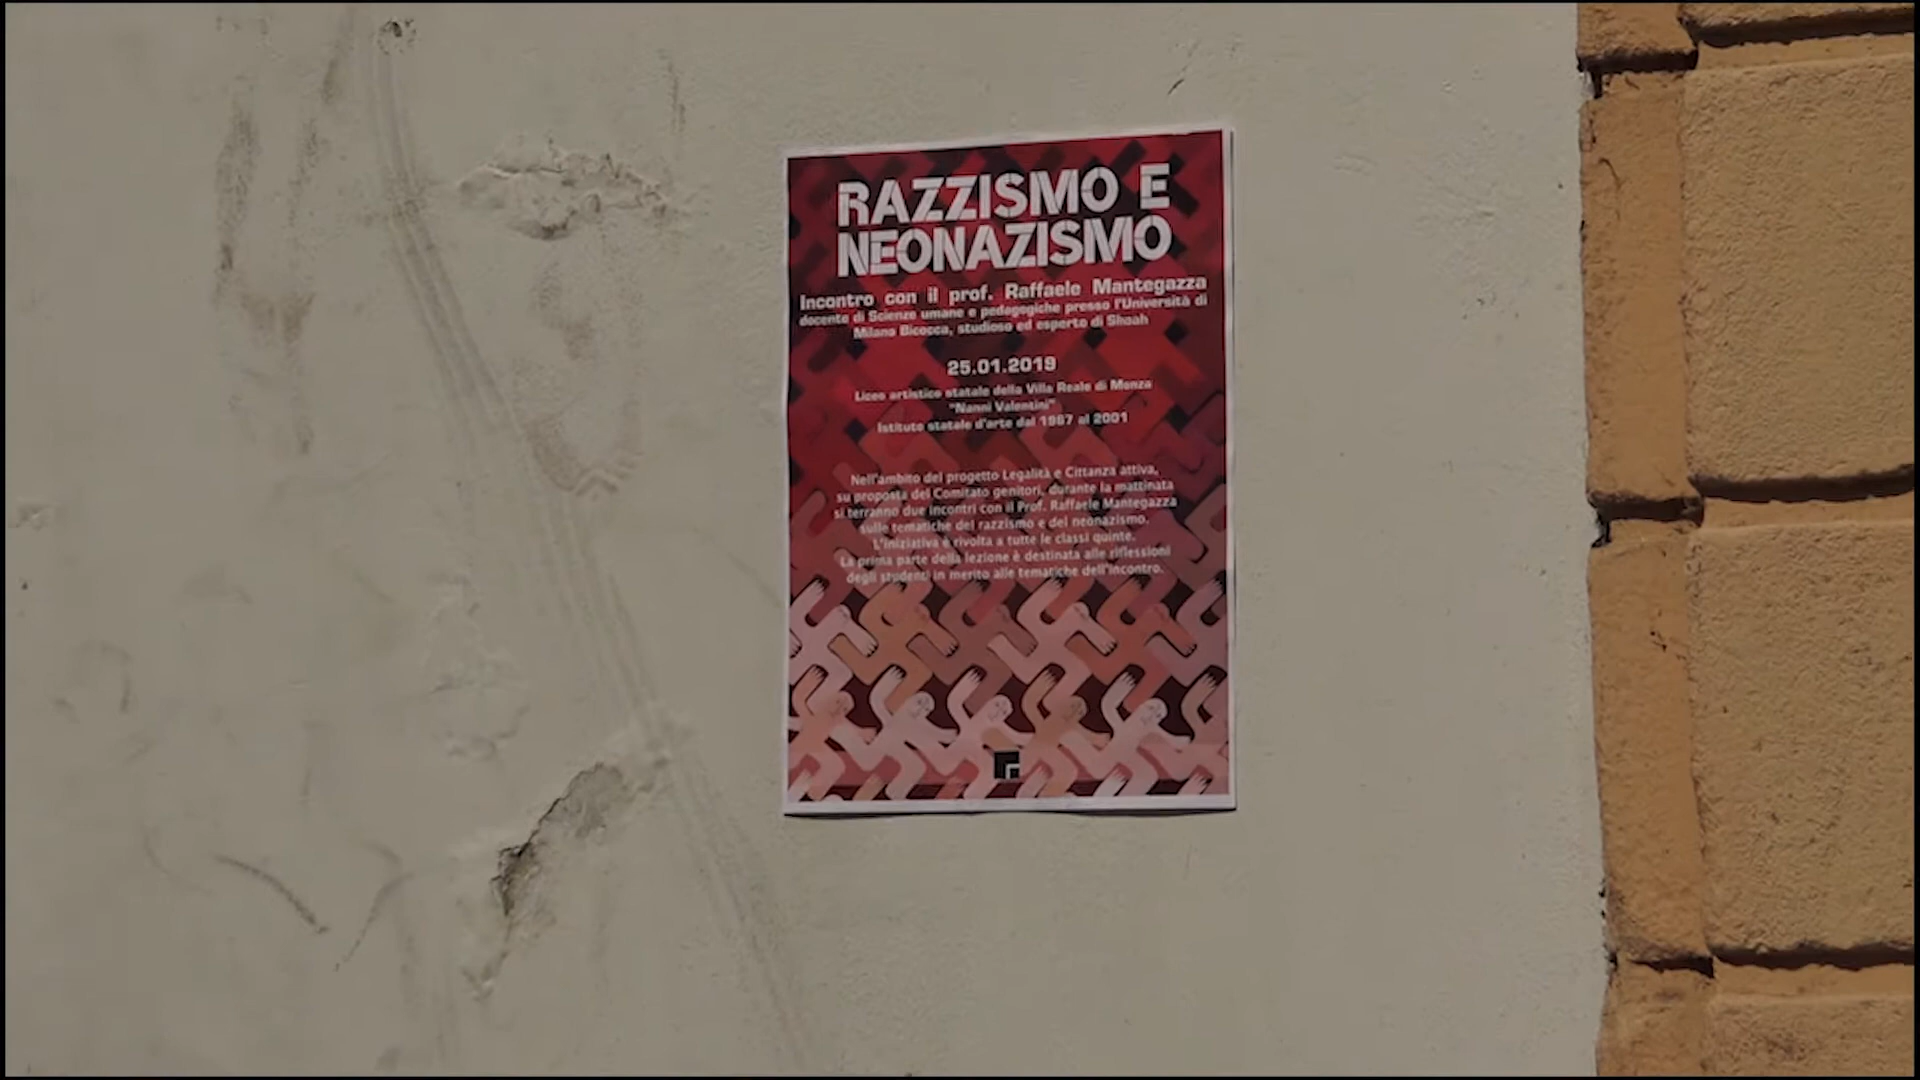 RAZZISMO E
NEONAZISMO
Incontro con il prof. Raffaele Mantegazza
docente di Scienze umane e pedagogiche presso l'Università di
Milano Bicocca, studioso ed esperto di Shoah
25.01.2019
Liceo artistico statale della Villa Reale di Monza
"Nanni Valentini"
Istituto statale d'arte dal 1967 al 2001
Nell'ambito del progetto Legalità e Cittanza attiva,
su proposta del Comitato genitori, durante la mattinata
si terranno due incontri con il Prof. Raffaele Mantegazza
sulle tematiche del razzismo e del neonazismo.
L'iniziativa è rivolta a tutte le classi quinte.
La prima parte della lezione è destinata alle riflessioni
degli studenti in merito alle tematiche dell'incontro.